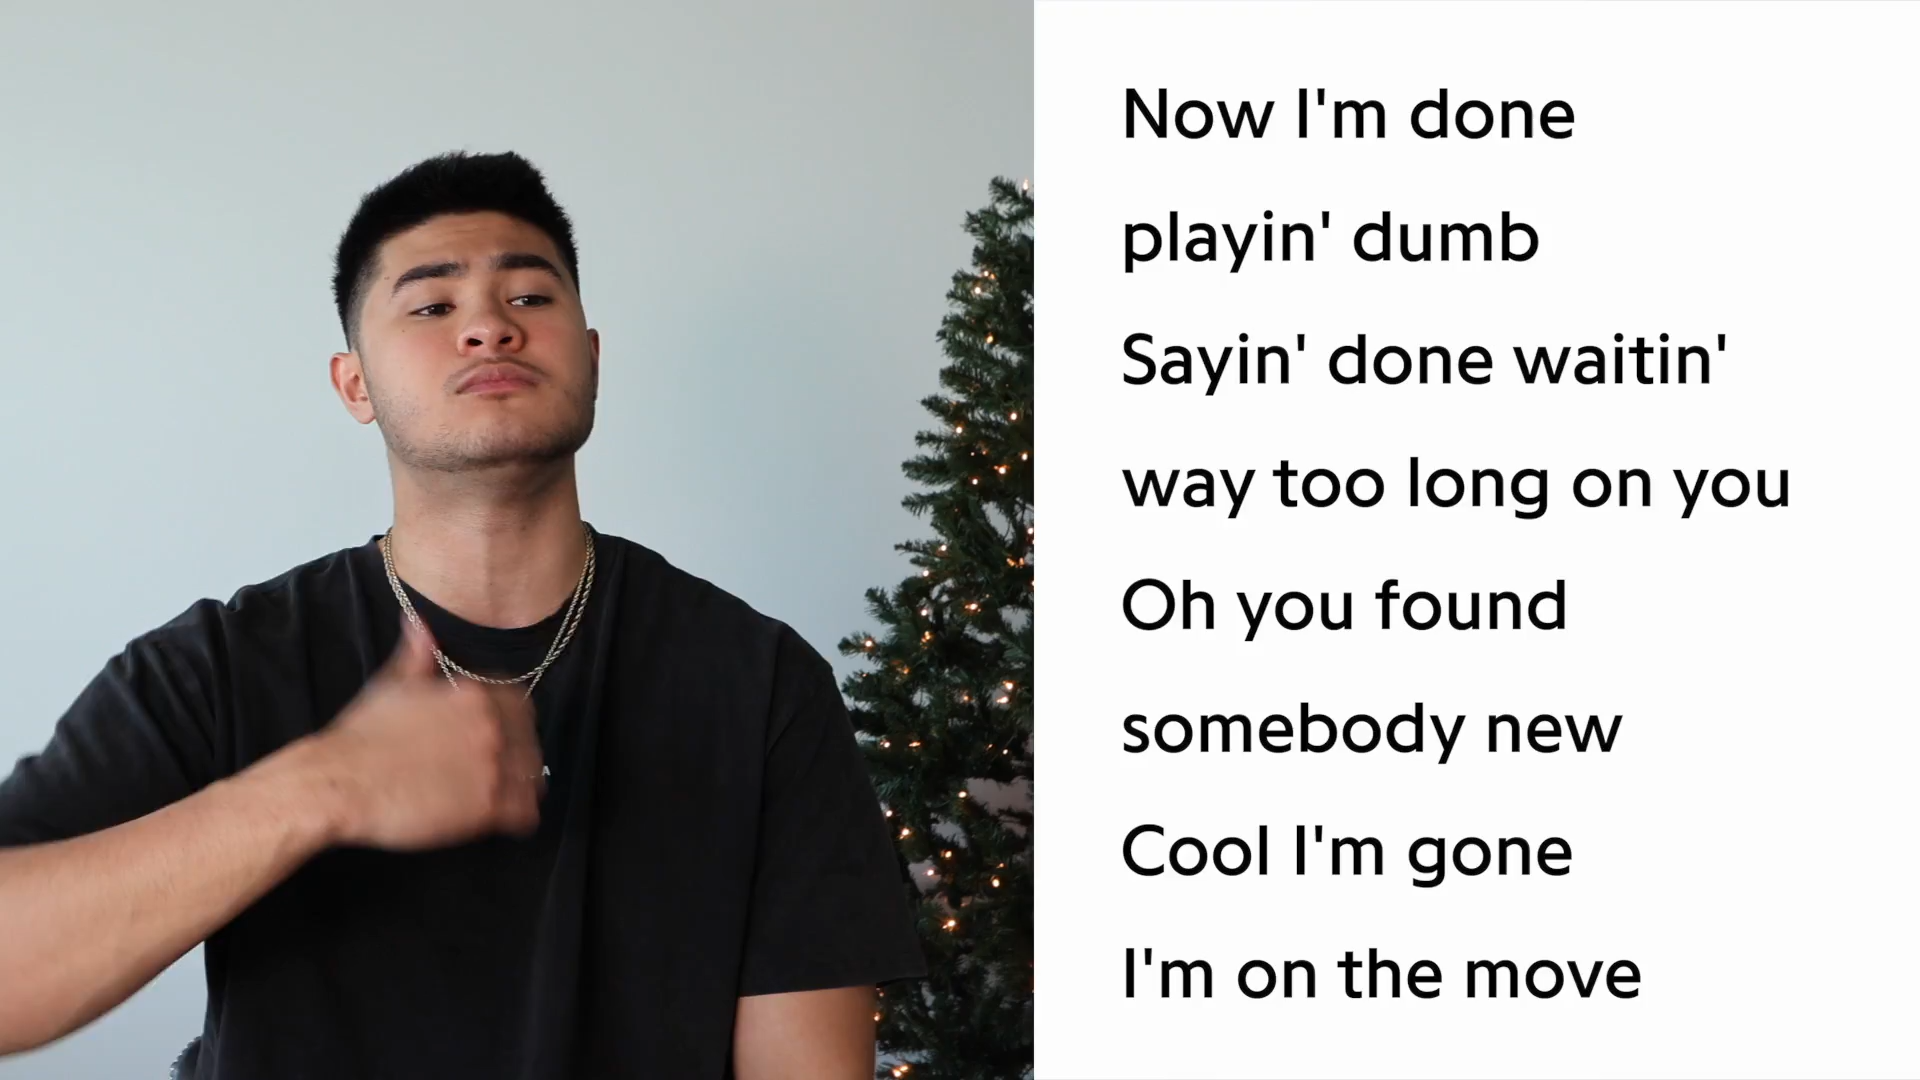 Now I'm done
playin' dumb
Sayin' done waitin'
way too long on you
Oh you found
somebody new
Cool I'm gone
I'm on the move